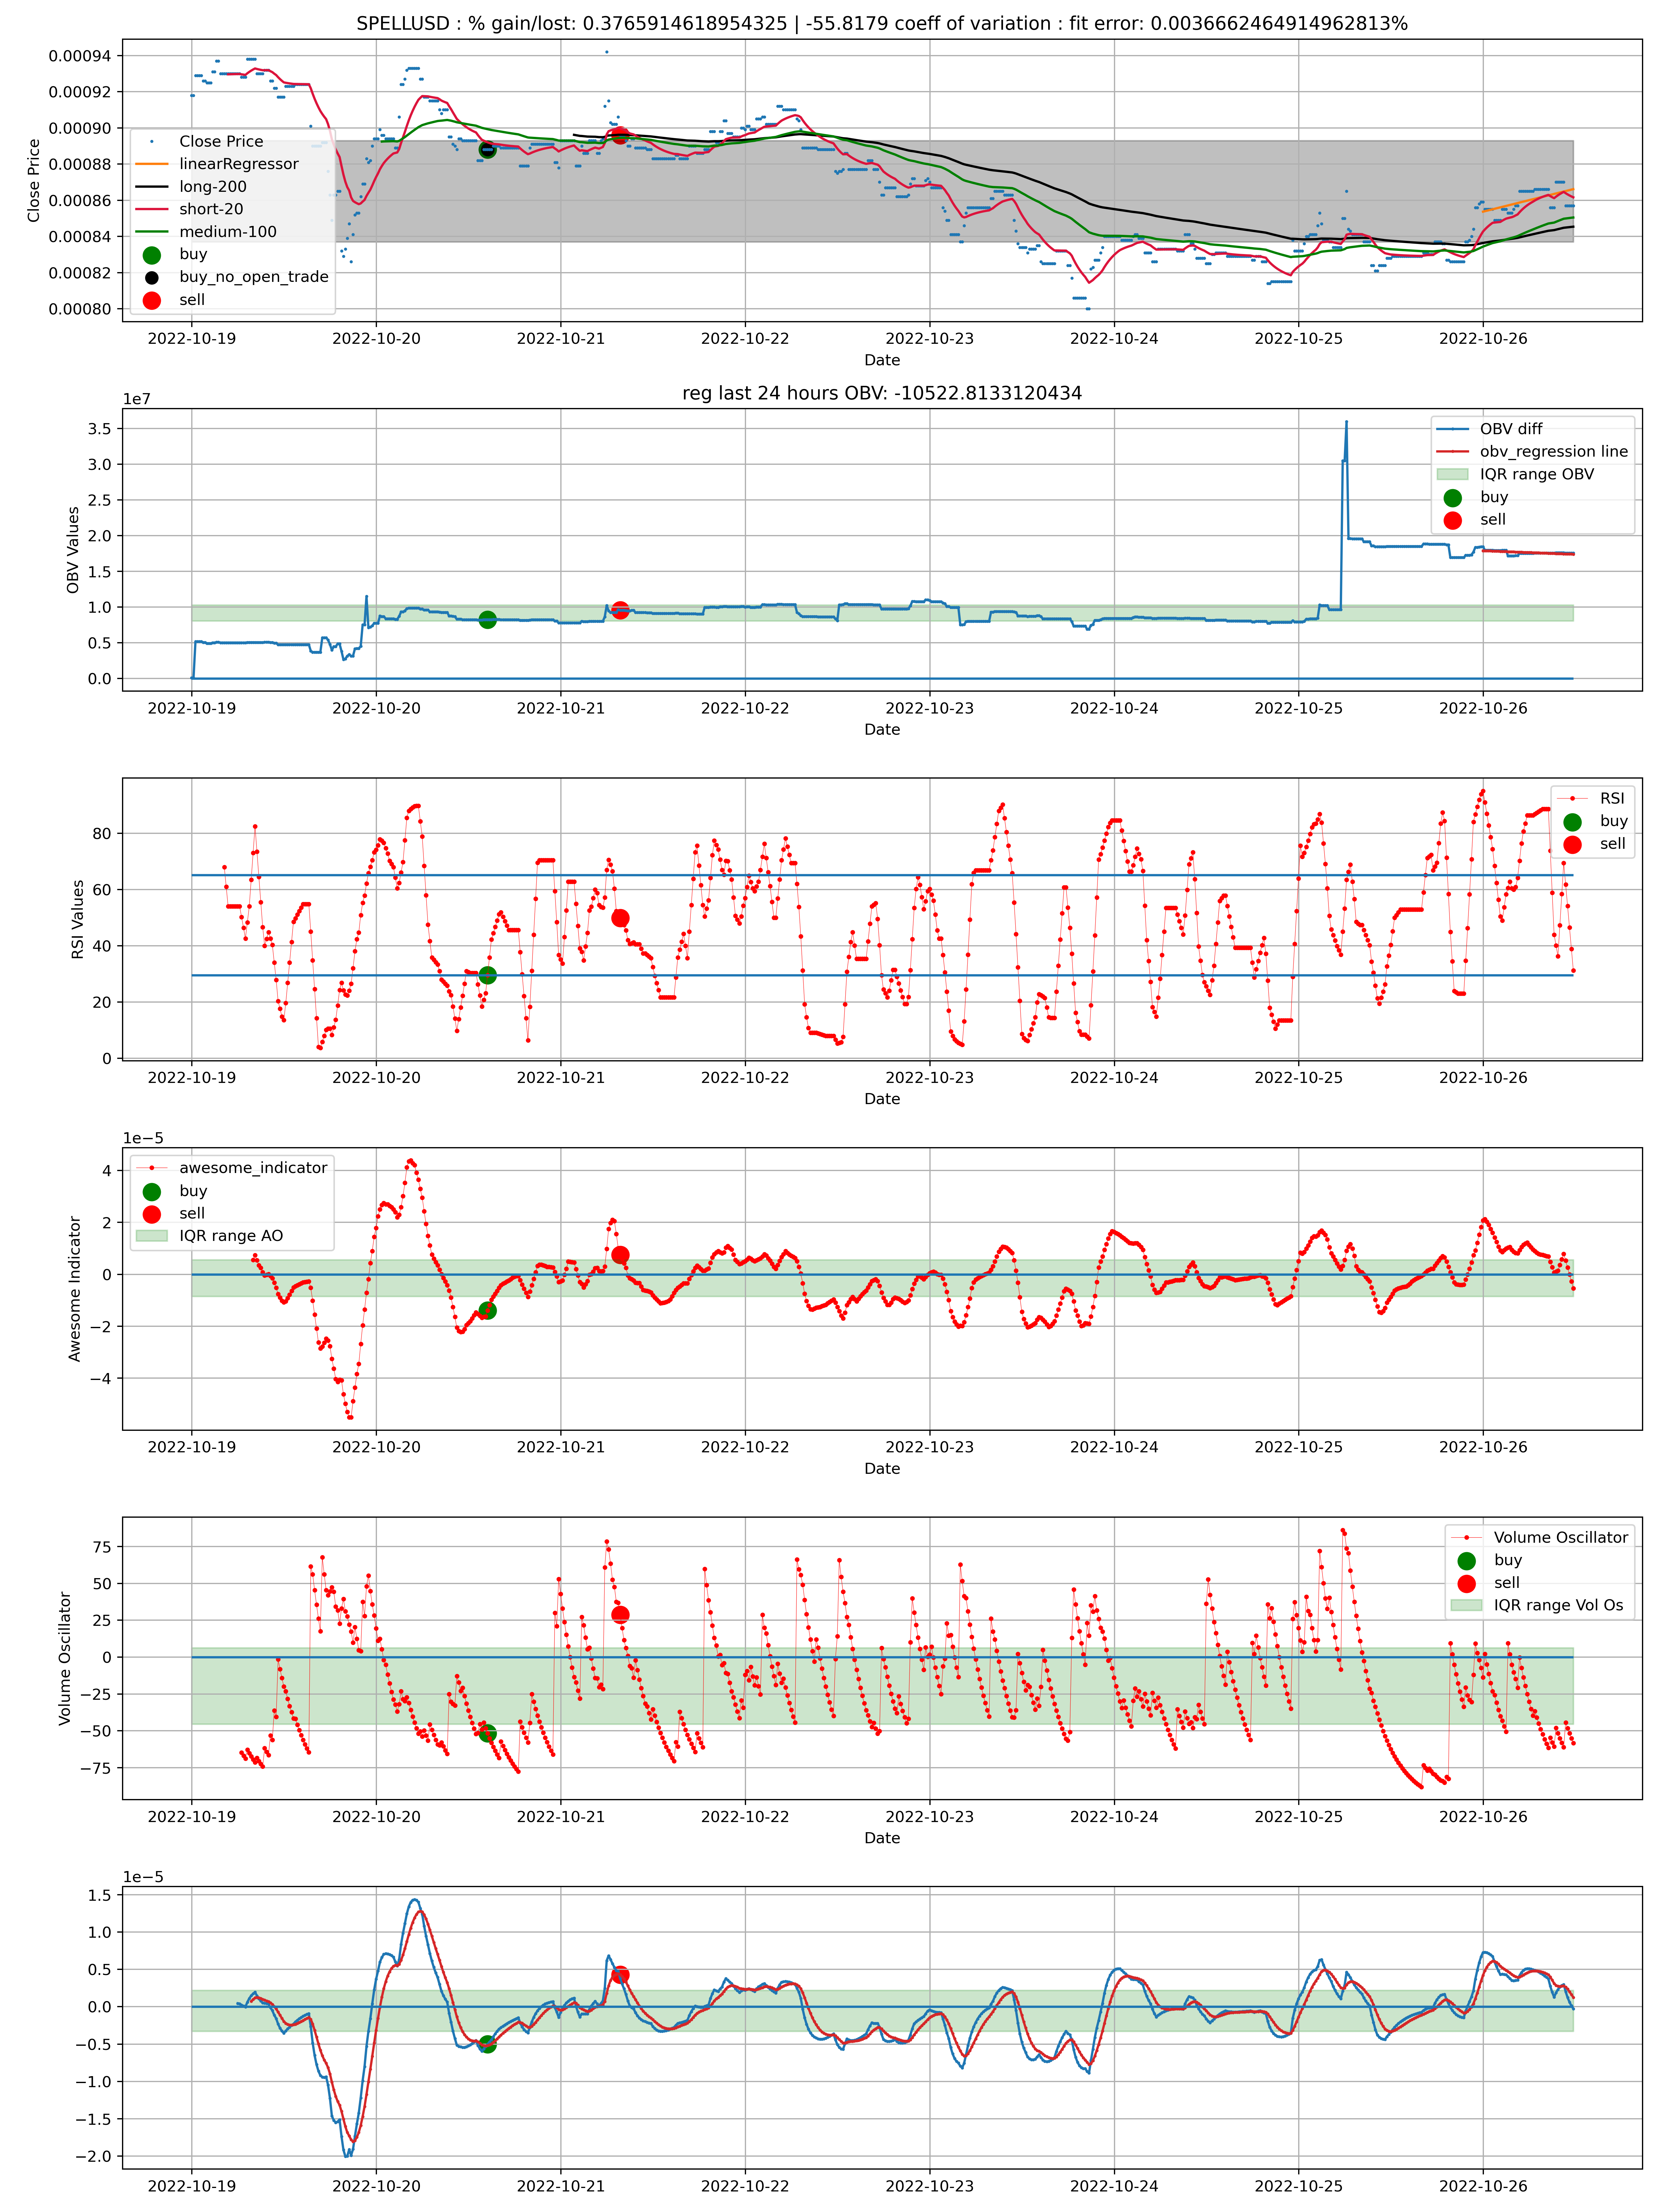 SPELLUSD : % gain/lost: 0.3765914618954325 | -55.8179 coeff of variation : fit error: 0.0036662464914962813%
0.00094
0.00092
0.00090
0.00088
0.00086
0.00084
0.00082
0.00080
Close Price
Close Price
linearRegressor
long-200
short-20
medium-100
buy
buy_no_open_trade
sell
2022-10-19 2022-10-20 2022-10-21 2022-10-22 2022-10-23 2022-10-24 2022-10-25 2022-10-26
Date
reg last 24 hours OBV: -10522.8133120434
1e7
3.5
3.0
2.5
2.0
1.5
1.0
0.5
0.0
OBV Values
OBV diff
obv_regression line
IQR range OBV
buy
sell
2022-10-19 2022-10-20 2022-10-21 2022-10-22 2022-10-23 2022-10-24 2022-10-25 2022-10-26
Date
80
60
40
20
0
RSI Values
RSI
buy
sell
2022-10-19 2022-10-20 2022-10-21 2022-10-22 2022-10-23 2022-10-24 2022-10-25 2022-10-26
Date
1e−5
4
2
0
−2
−4
Awesome Indicator
awesome_indicator
buy
sell
IQR range AO
2022-10-19 2022-10-20 2022-10-21 2022-10-22 2022-10-23 2022-10-24 2022-10-25 2022-10-26
Date
75
50
25
0
−25
−50
−75
Volume Oscillator
Volume Oscillator
buy
sell
IQR range Vol Os
2022-10-19 2022-10-20 2022-10-21 2022-10-22 2022-10-23 2022-10-24 2022-10-25 2022-10-26
Date
1e−5
1.5
1.0
0.5
0.0
−0.5
−1.0
−1.5
−2.0
2022-10-19 2022-10-20 2022-10-21 2022-10-22 2022-10-23 2022-10-24 2022-10-25 2022-10-26